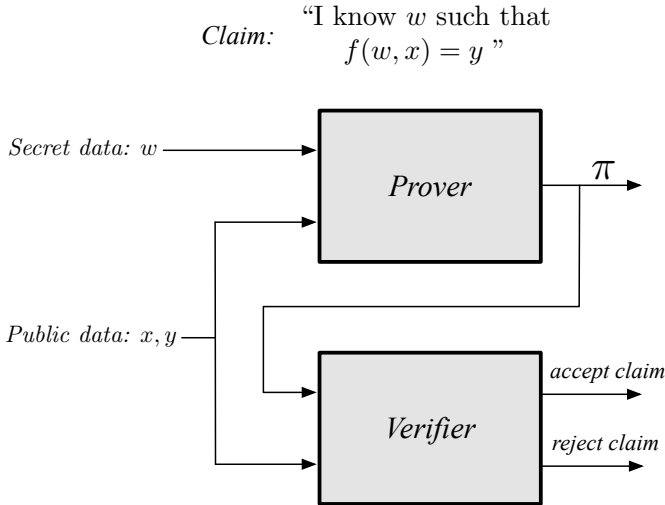 Claim: “I know w such that
f(w, x) = y ”
Secret data: w
Prover
π
Public data: x, y
Verifier
accept claim
reject claim